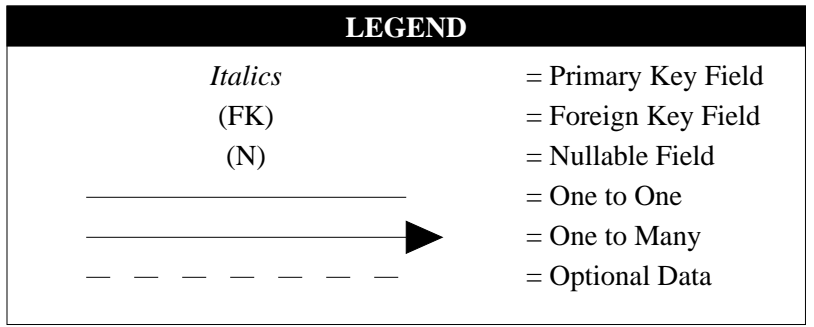 LEGEND
Italics = Primary Key Field
(FK) = Foreign Key Field
(N) = Nullable Field
= One to One
= One to Many
= Optional Data